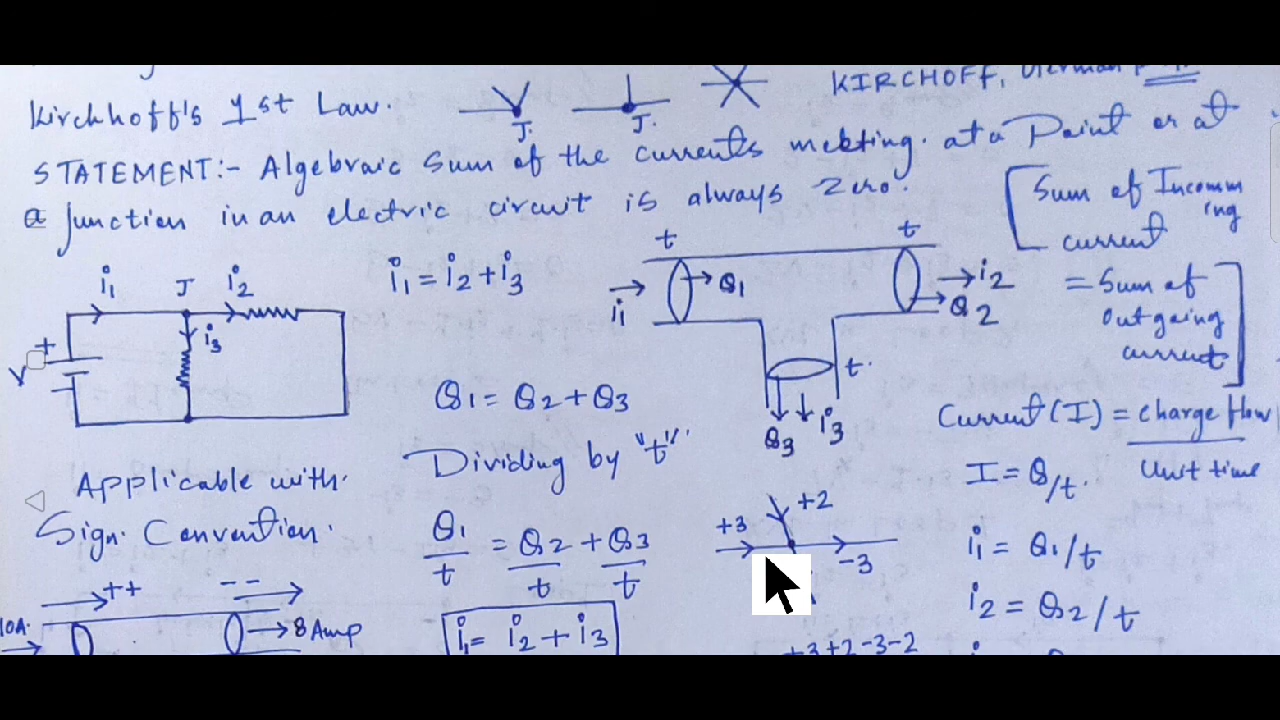 KIRCHOFF, German
Kirchhoff's 1st Law.
J.
J.
STATEMENT:- Algebraic Sum of the currents meeting. at a Point or at
a junction in an electric circuit is always Zero.
[Sum of Incomm
ing
current
= Sum of
outgoing
current]
i1 J i2
i3
+
V
-
i1 = i2 + i3
t t
i1 → Q1
→ i2
→ Q2
t.
Q3 i3
Q1 = Q2 + Q3
Dividing by "t"
Q1/t = Q2/t + Q3/t
i1 = i2 + i3
Current (I) = charge flow
Unit time
I = Q/t.
i1 = Q1/t
i2 = Q2/t
Applicable with.
Sign. Convention.
++ --
10A.
8 Amp
+2
+3
-3
+3+2-3-2